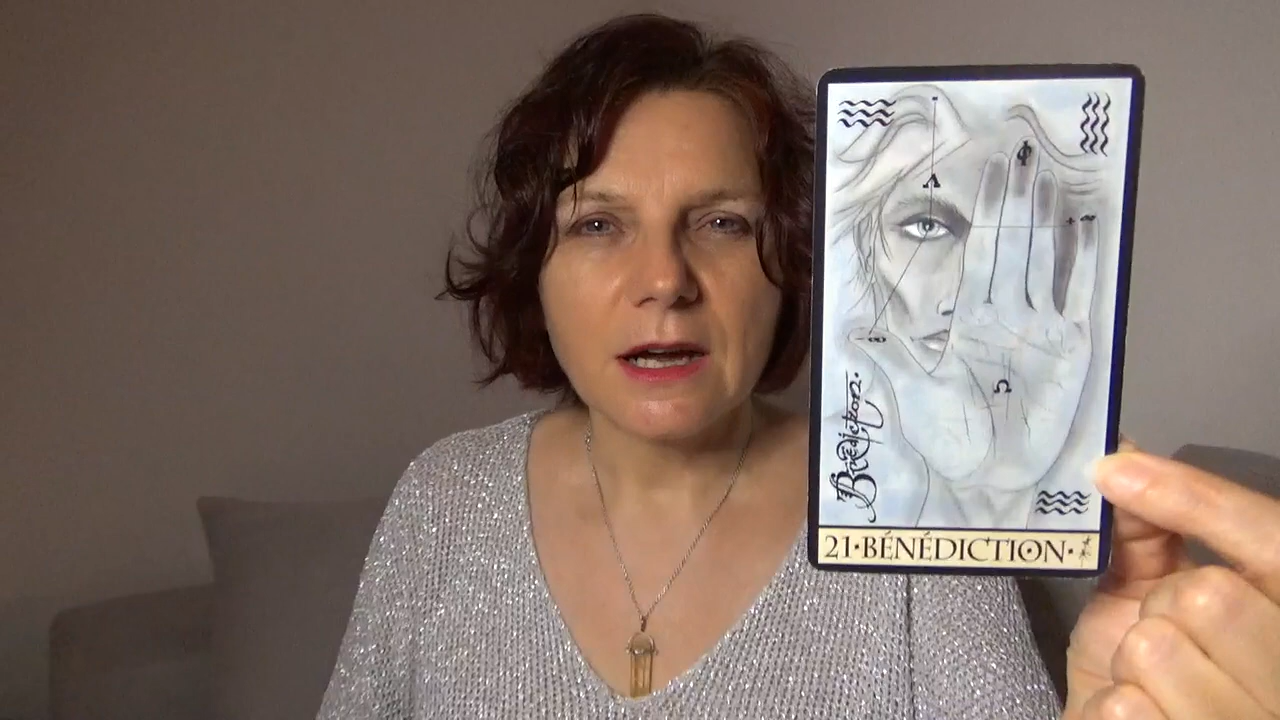 Φ
Λ
+ ∞
- ∞
Bénédiction
21·BÉNÉDICTION·